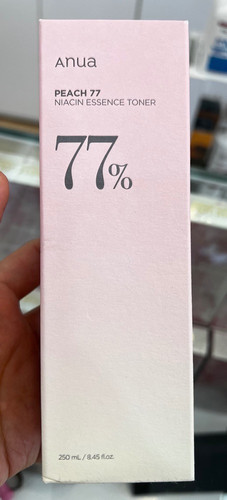 Anua
PEACH 77
NIACIN ESSENCE TONER
77%
250 mL / 8.45 fl.oz.